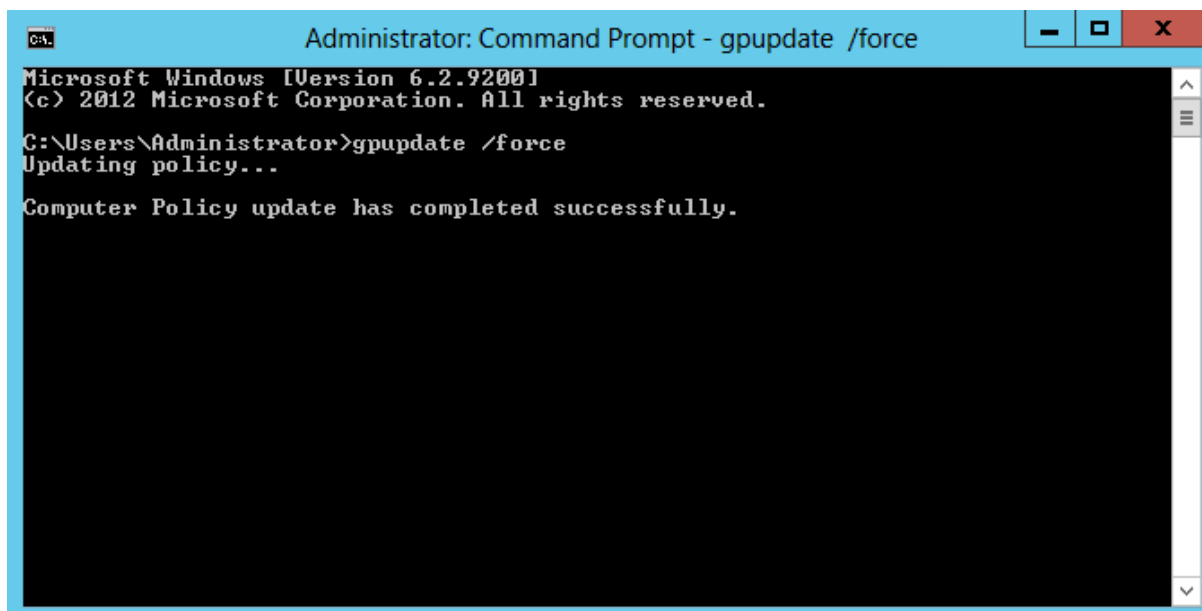 Administrator: Command Prompt - gpupdate  /force
Microsoft Windows [Version 6.2.9200]
(c) 2012 Microsoft Corporation. All rights reserved.
C:\Users\Administrator>gpupdate /force
Updating policy...
Computer Policy update has completed successfully.